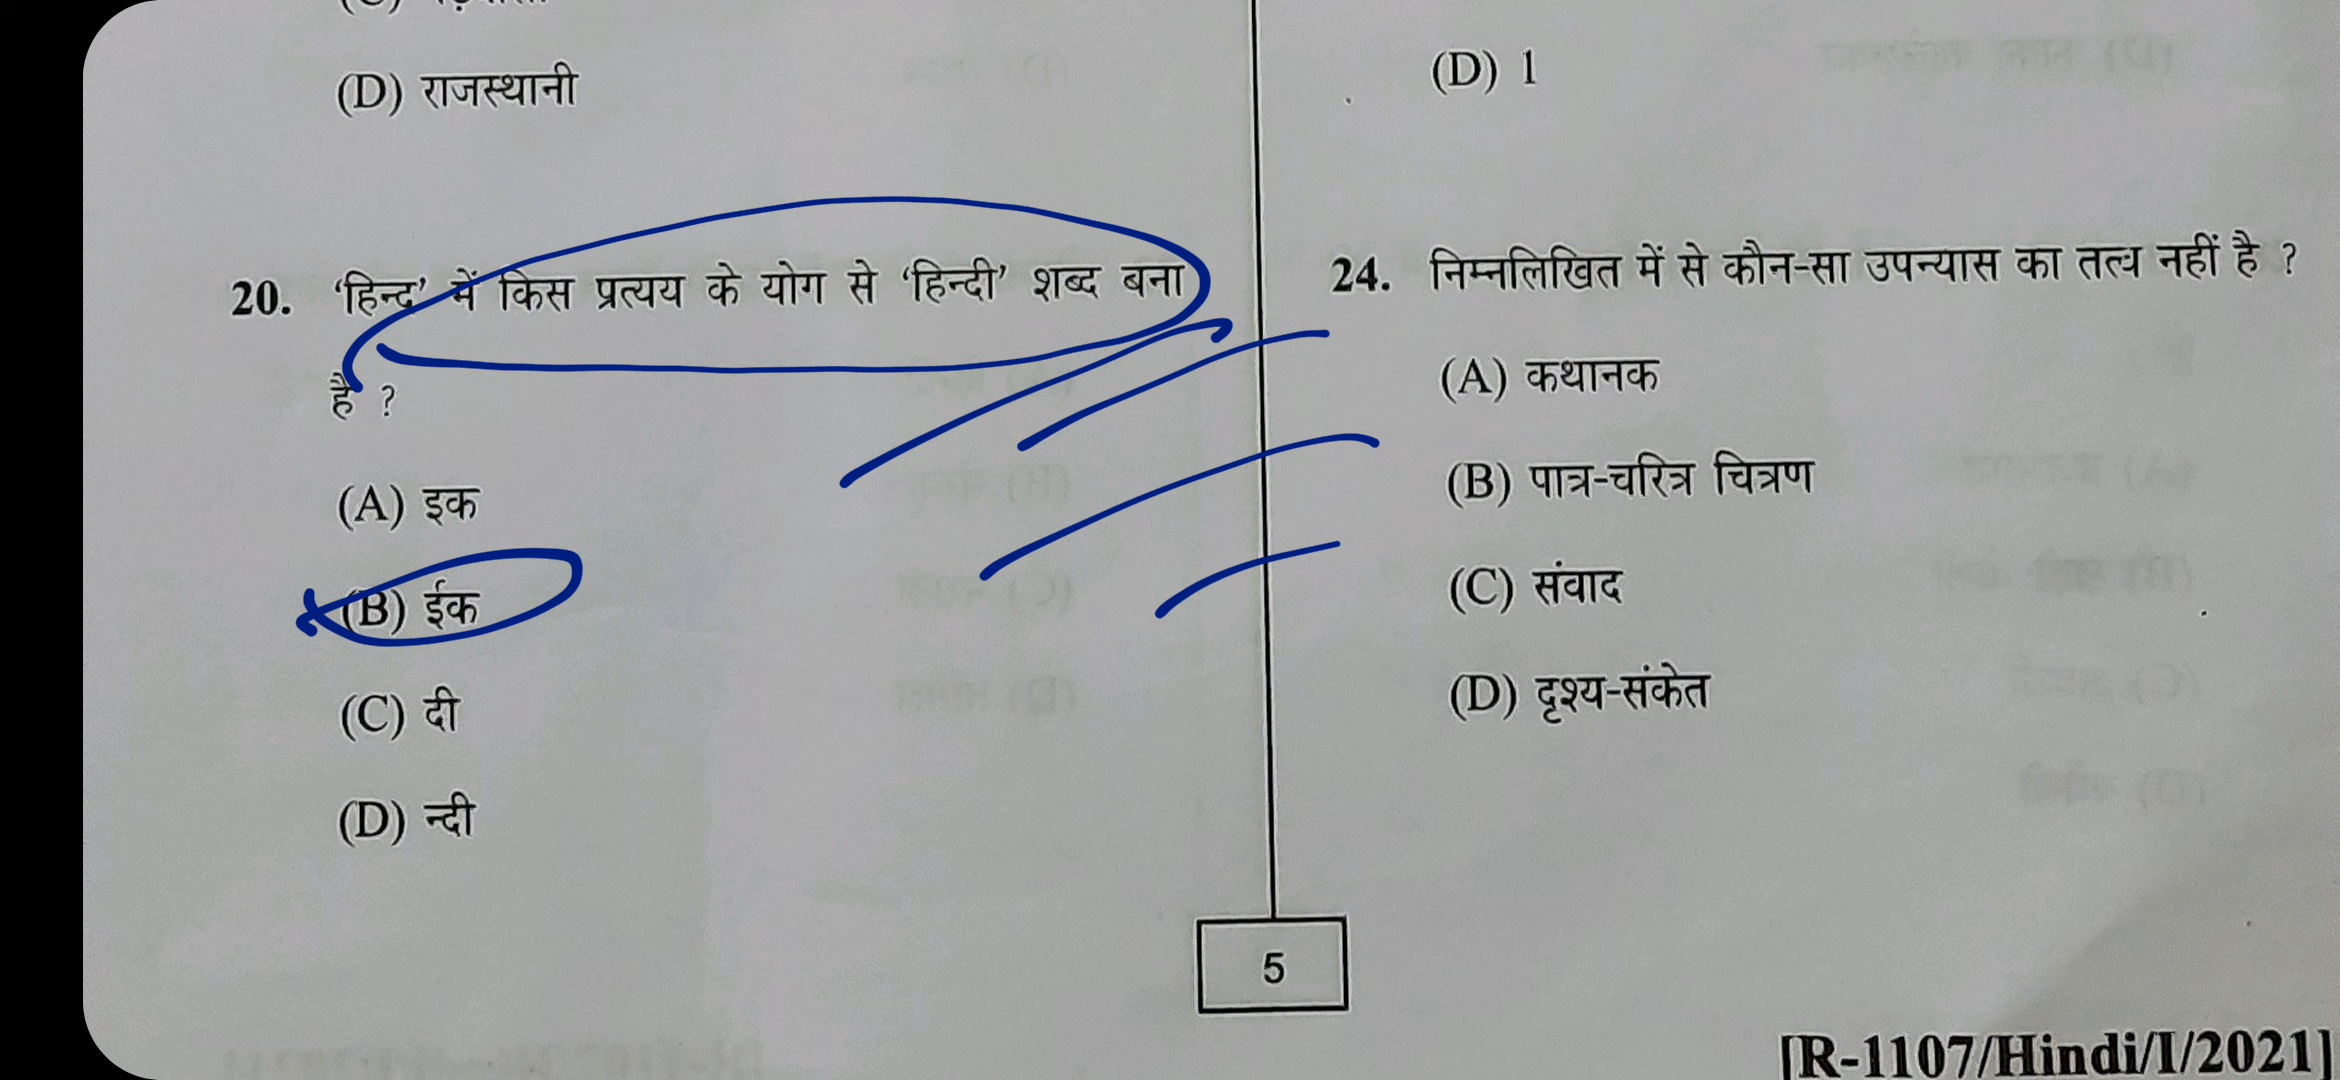 (D) राजस्थानी
20. 'हिन्द' में किस प्रत्यय के योग से 'हिन्दी' शब्द बना
है ?
(A) इक
(B) ईक
(C) दी
(D) न्दी
(D) 1
24. निम्नलिखित में से कौन-सा उपन्यास का तत्व नहीं है ?
(A) कथानक
(B) पात्र-चरित्र चित्रण
(C) संवाद
(D) दृश्य-संकेत
5
[R-1107/Hindi/I/2021]